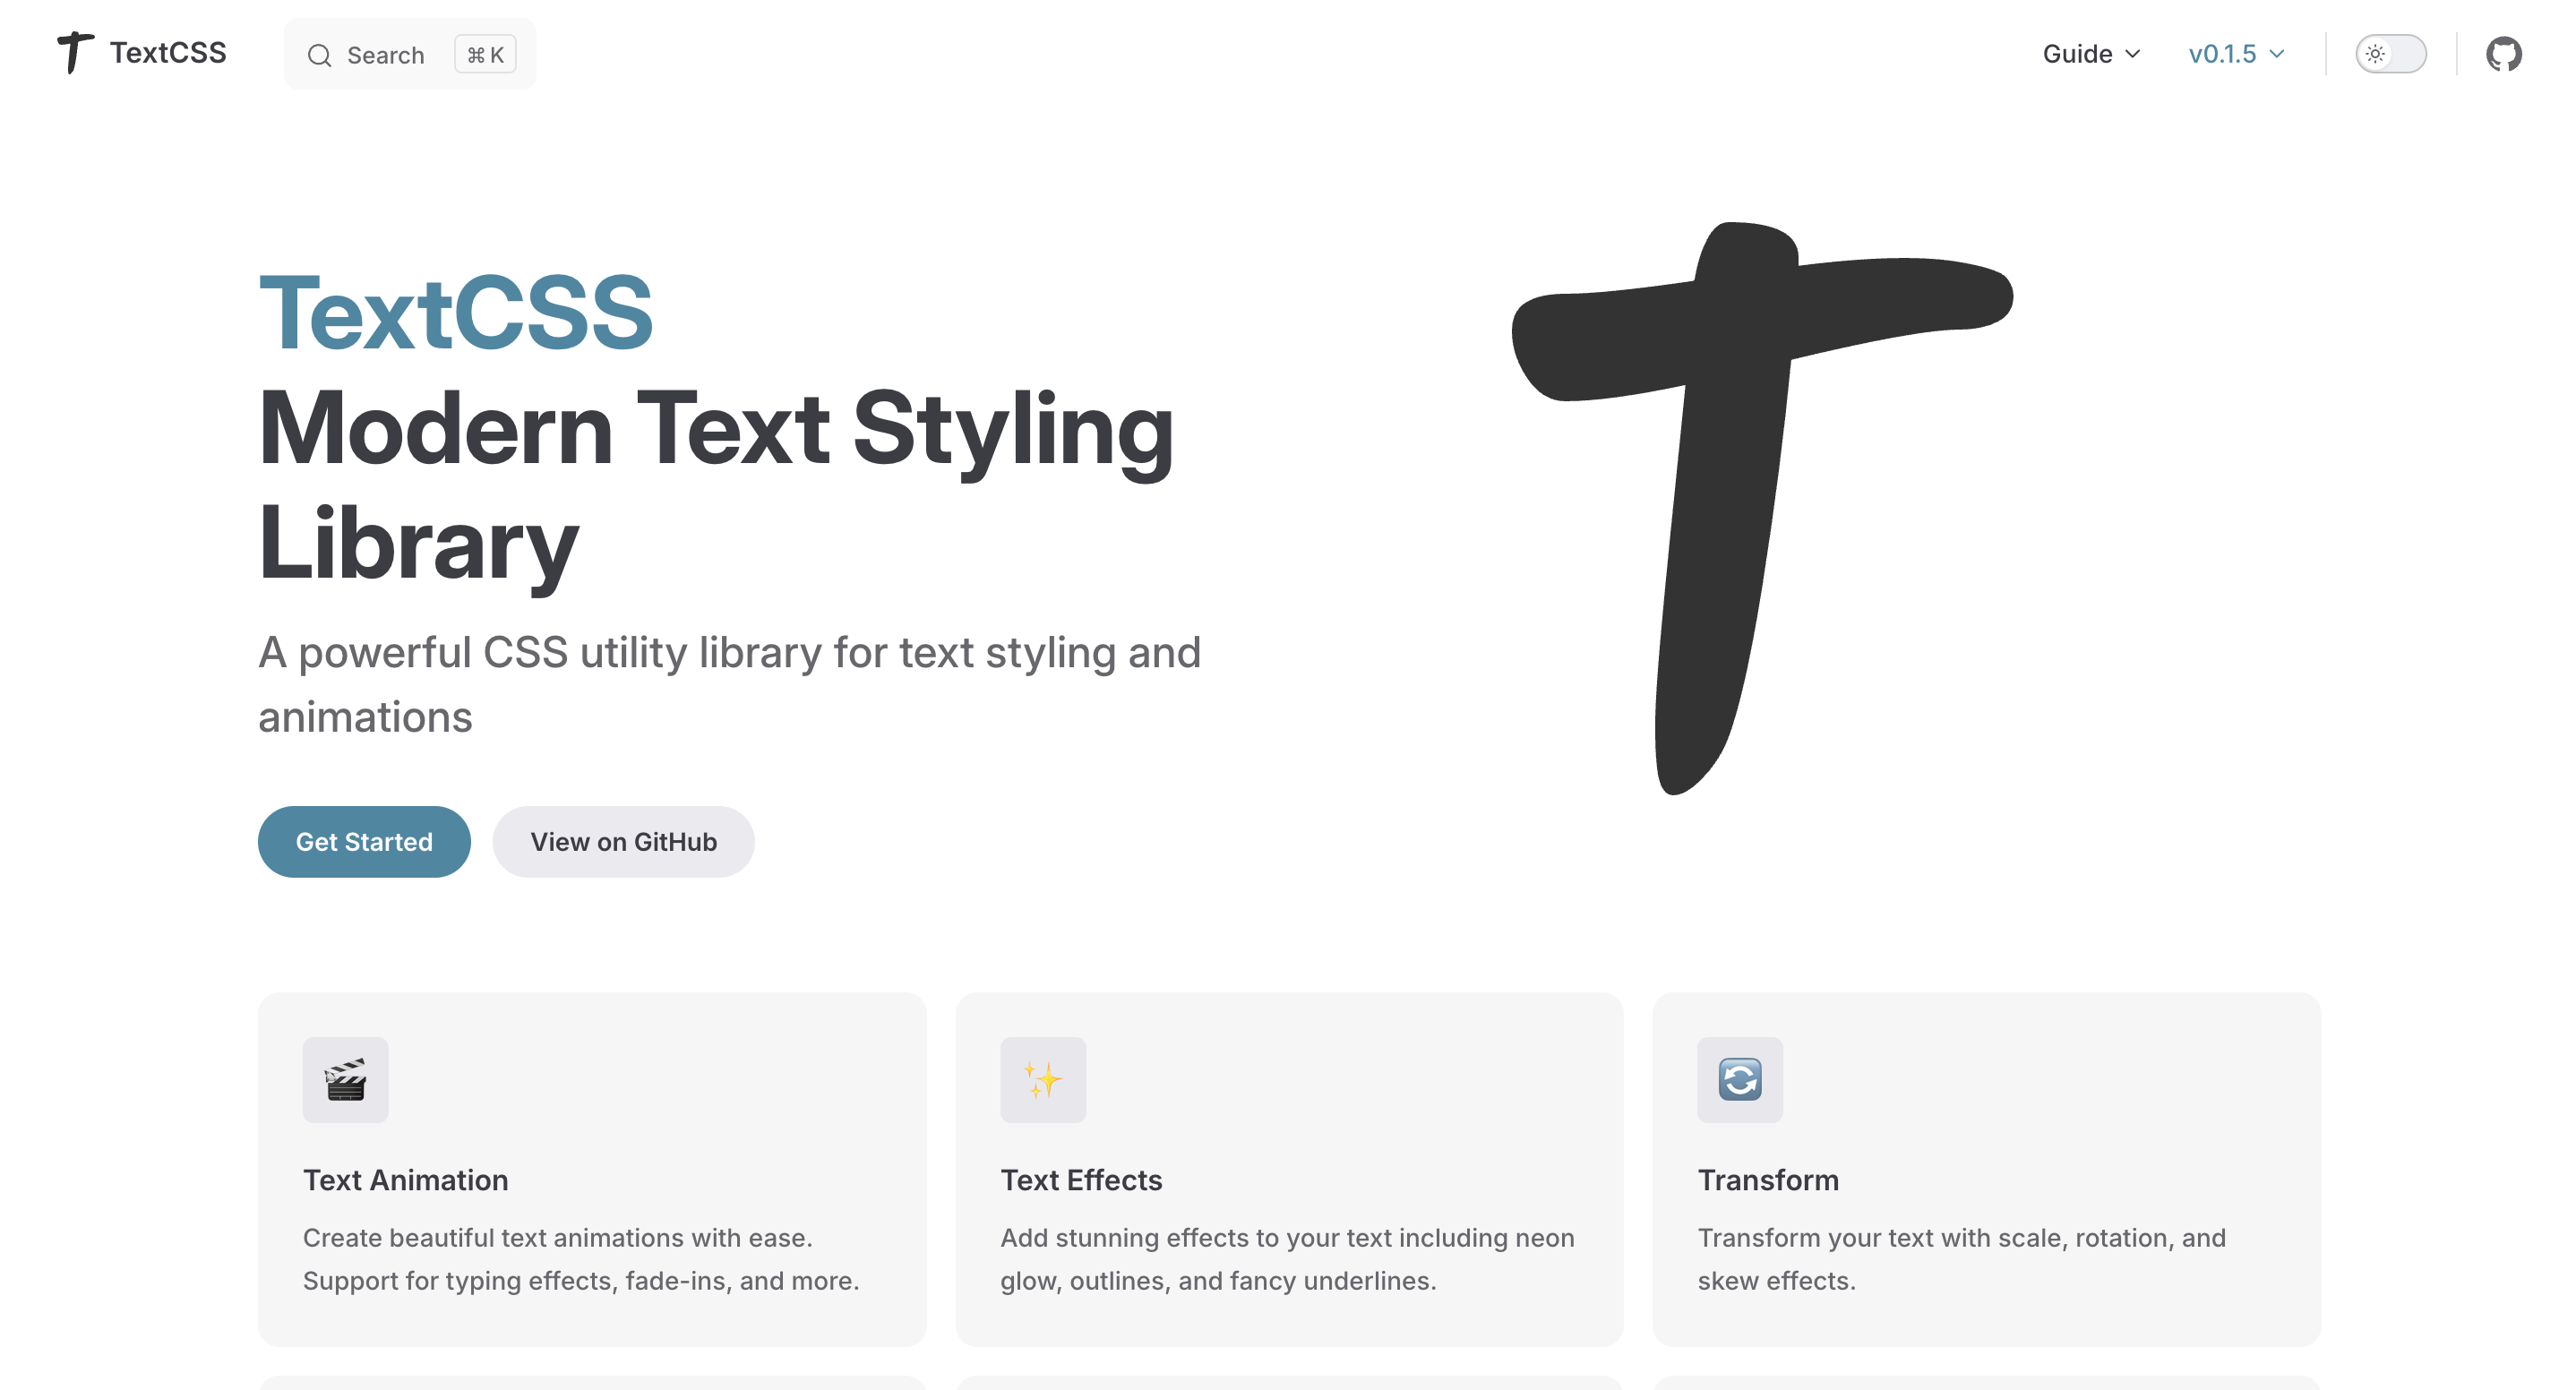 TextCSS
Search
⌘ K
Guide
v0.1.5
TextCSS
Modern Text Styling
Library
A powerful CSS utility library for text styling and
animations
Get Started
View on GitHub
Text Animation
Create beautiful text animations with ease.
Support for typing effects, fade-ins, and more.
Text Effects
Add stunning effects to your text including neon
glow, outlines, and fancy underlines.
Transform
Transform your text with scale, rotation, and
skew effects.